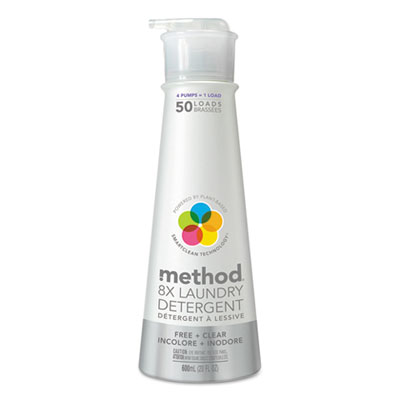 4 PUMPS = 1 LOAD
50 LOADS
BRASSÉES
POWERED BY PLANT-BASED
SMARTCLEAN TECHNOLOGY
method
8X LAUNDRY
DETERGENT
DÉTERGENT À LESSIVE
FREE + CLEAR
INCOLORE + INODORE
CAUTION:
600mL (20 FL OZ)